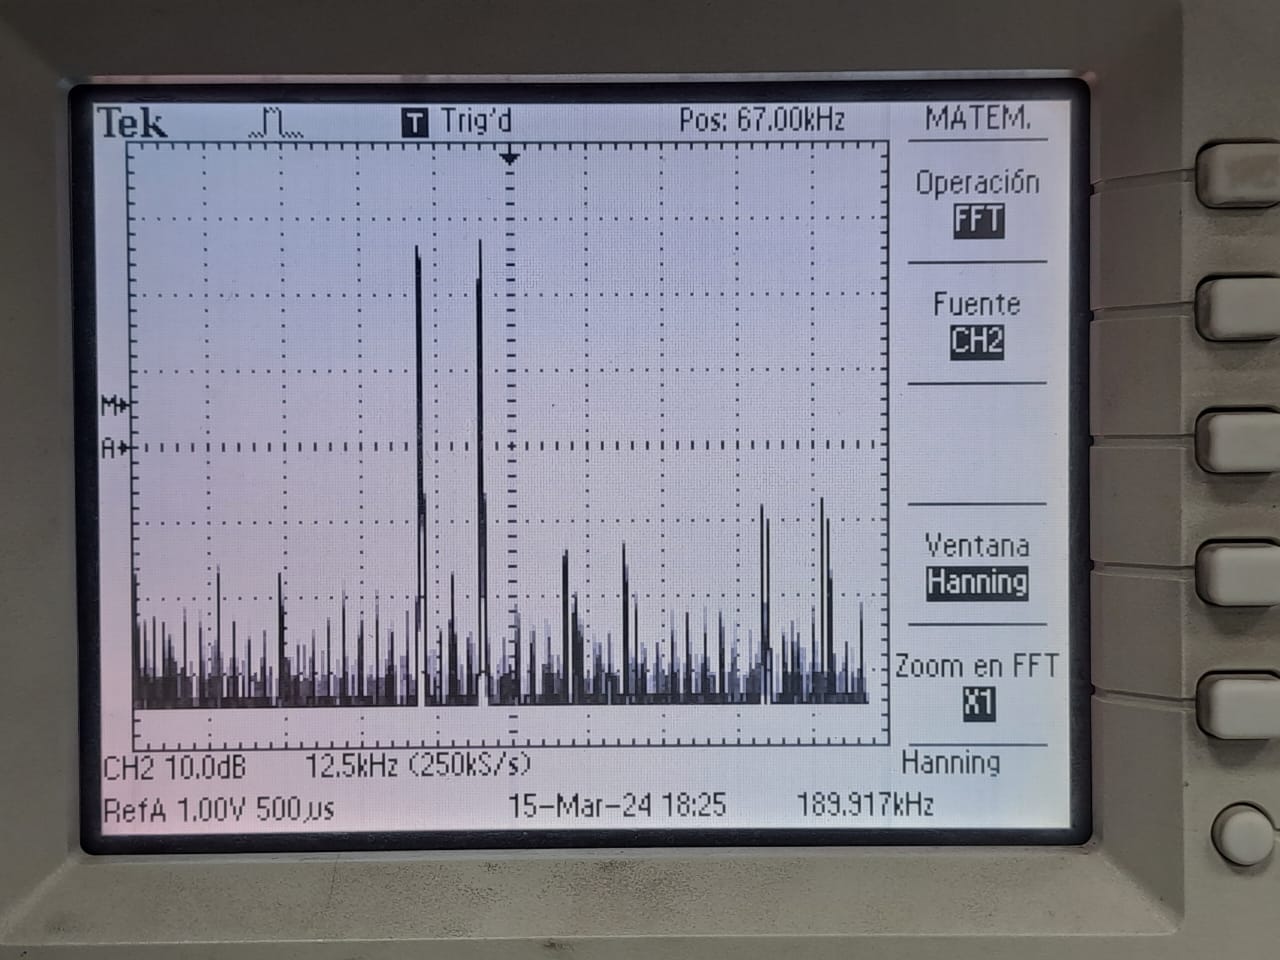 Tek T Trig'd Pos: 67.00kHz MATEM.
Operación
FFT
Fuente
CH2
M
A
Ventana
Hanning
Zoom en FFT
X1
CH2 10.0dB 12.5kHz (250kS/s) Hanning
RefA 1.00V 500µs 15-Mar-24 18:25 189.917kHz